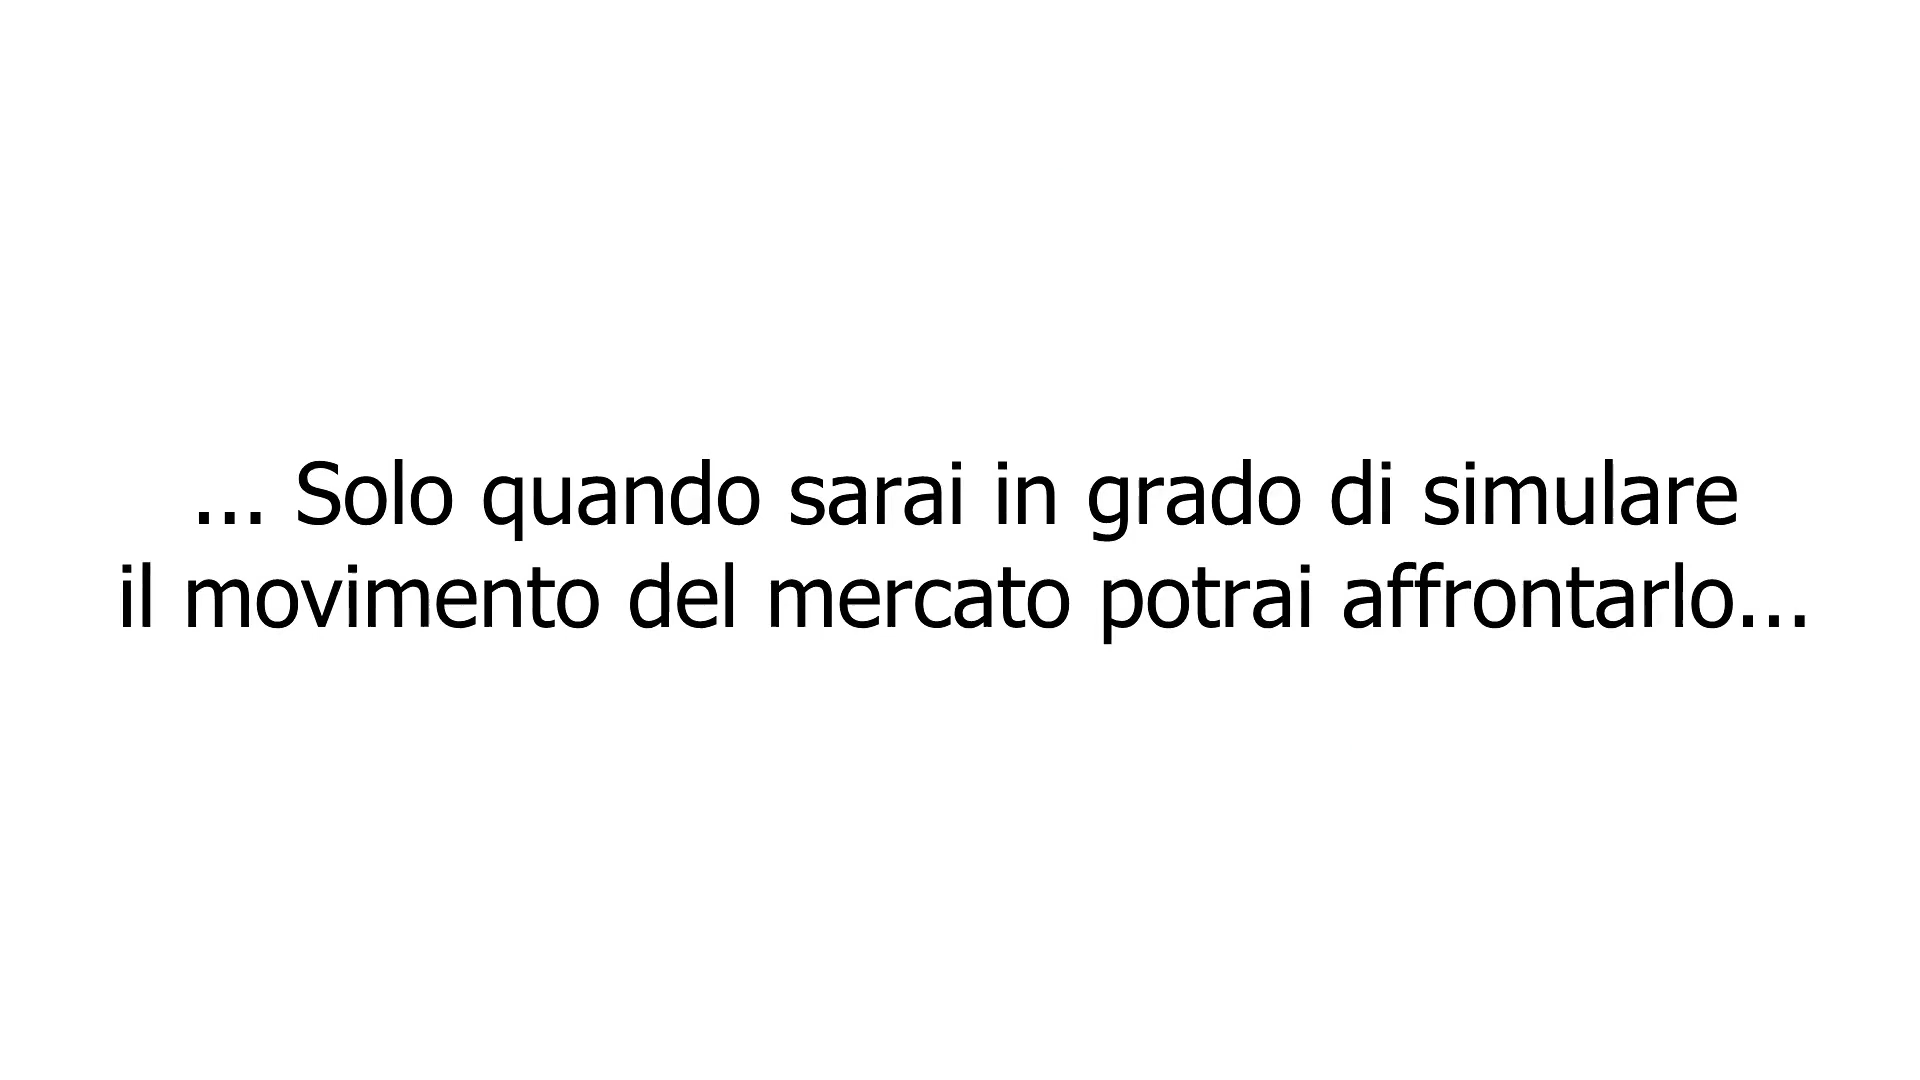 ... Solo quando sarai in grado di simulare
il movimento del mercato potrai affrontarlo...